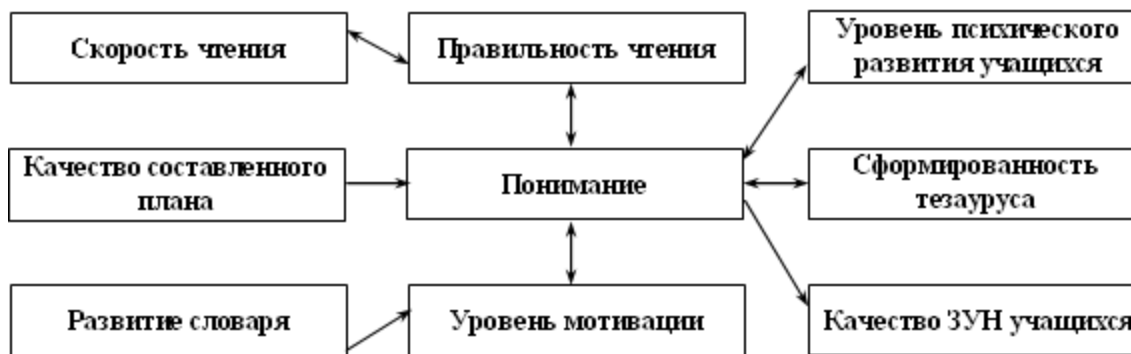 Скорость чтения
Правильность чтения
Уровень психического
развития учащихся
Качество составленного
плана
Понимание
Сформированность
тезауруса
Развитие словаря
Уровень мотивации
Качество ЗУН учащихся